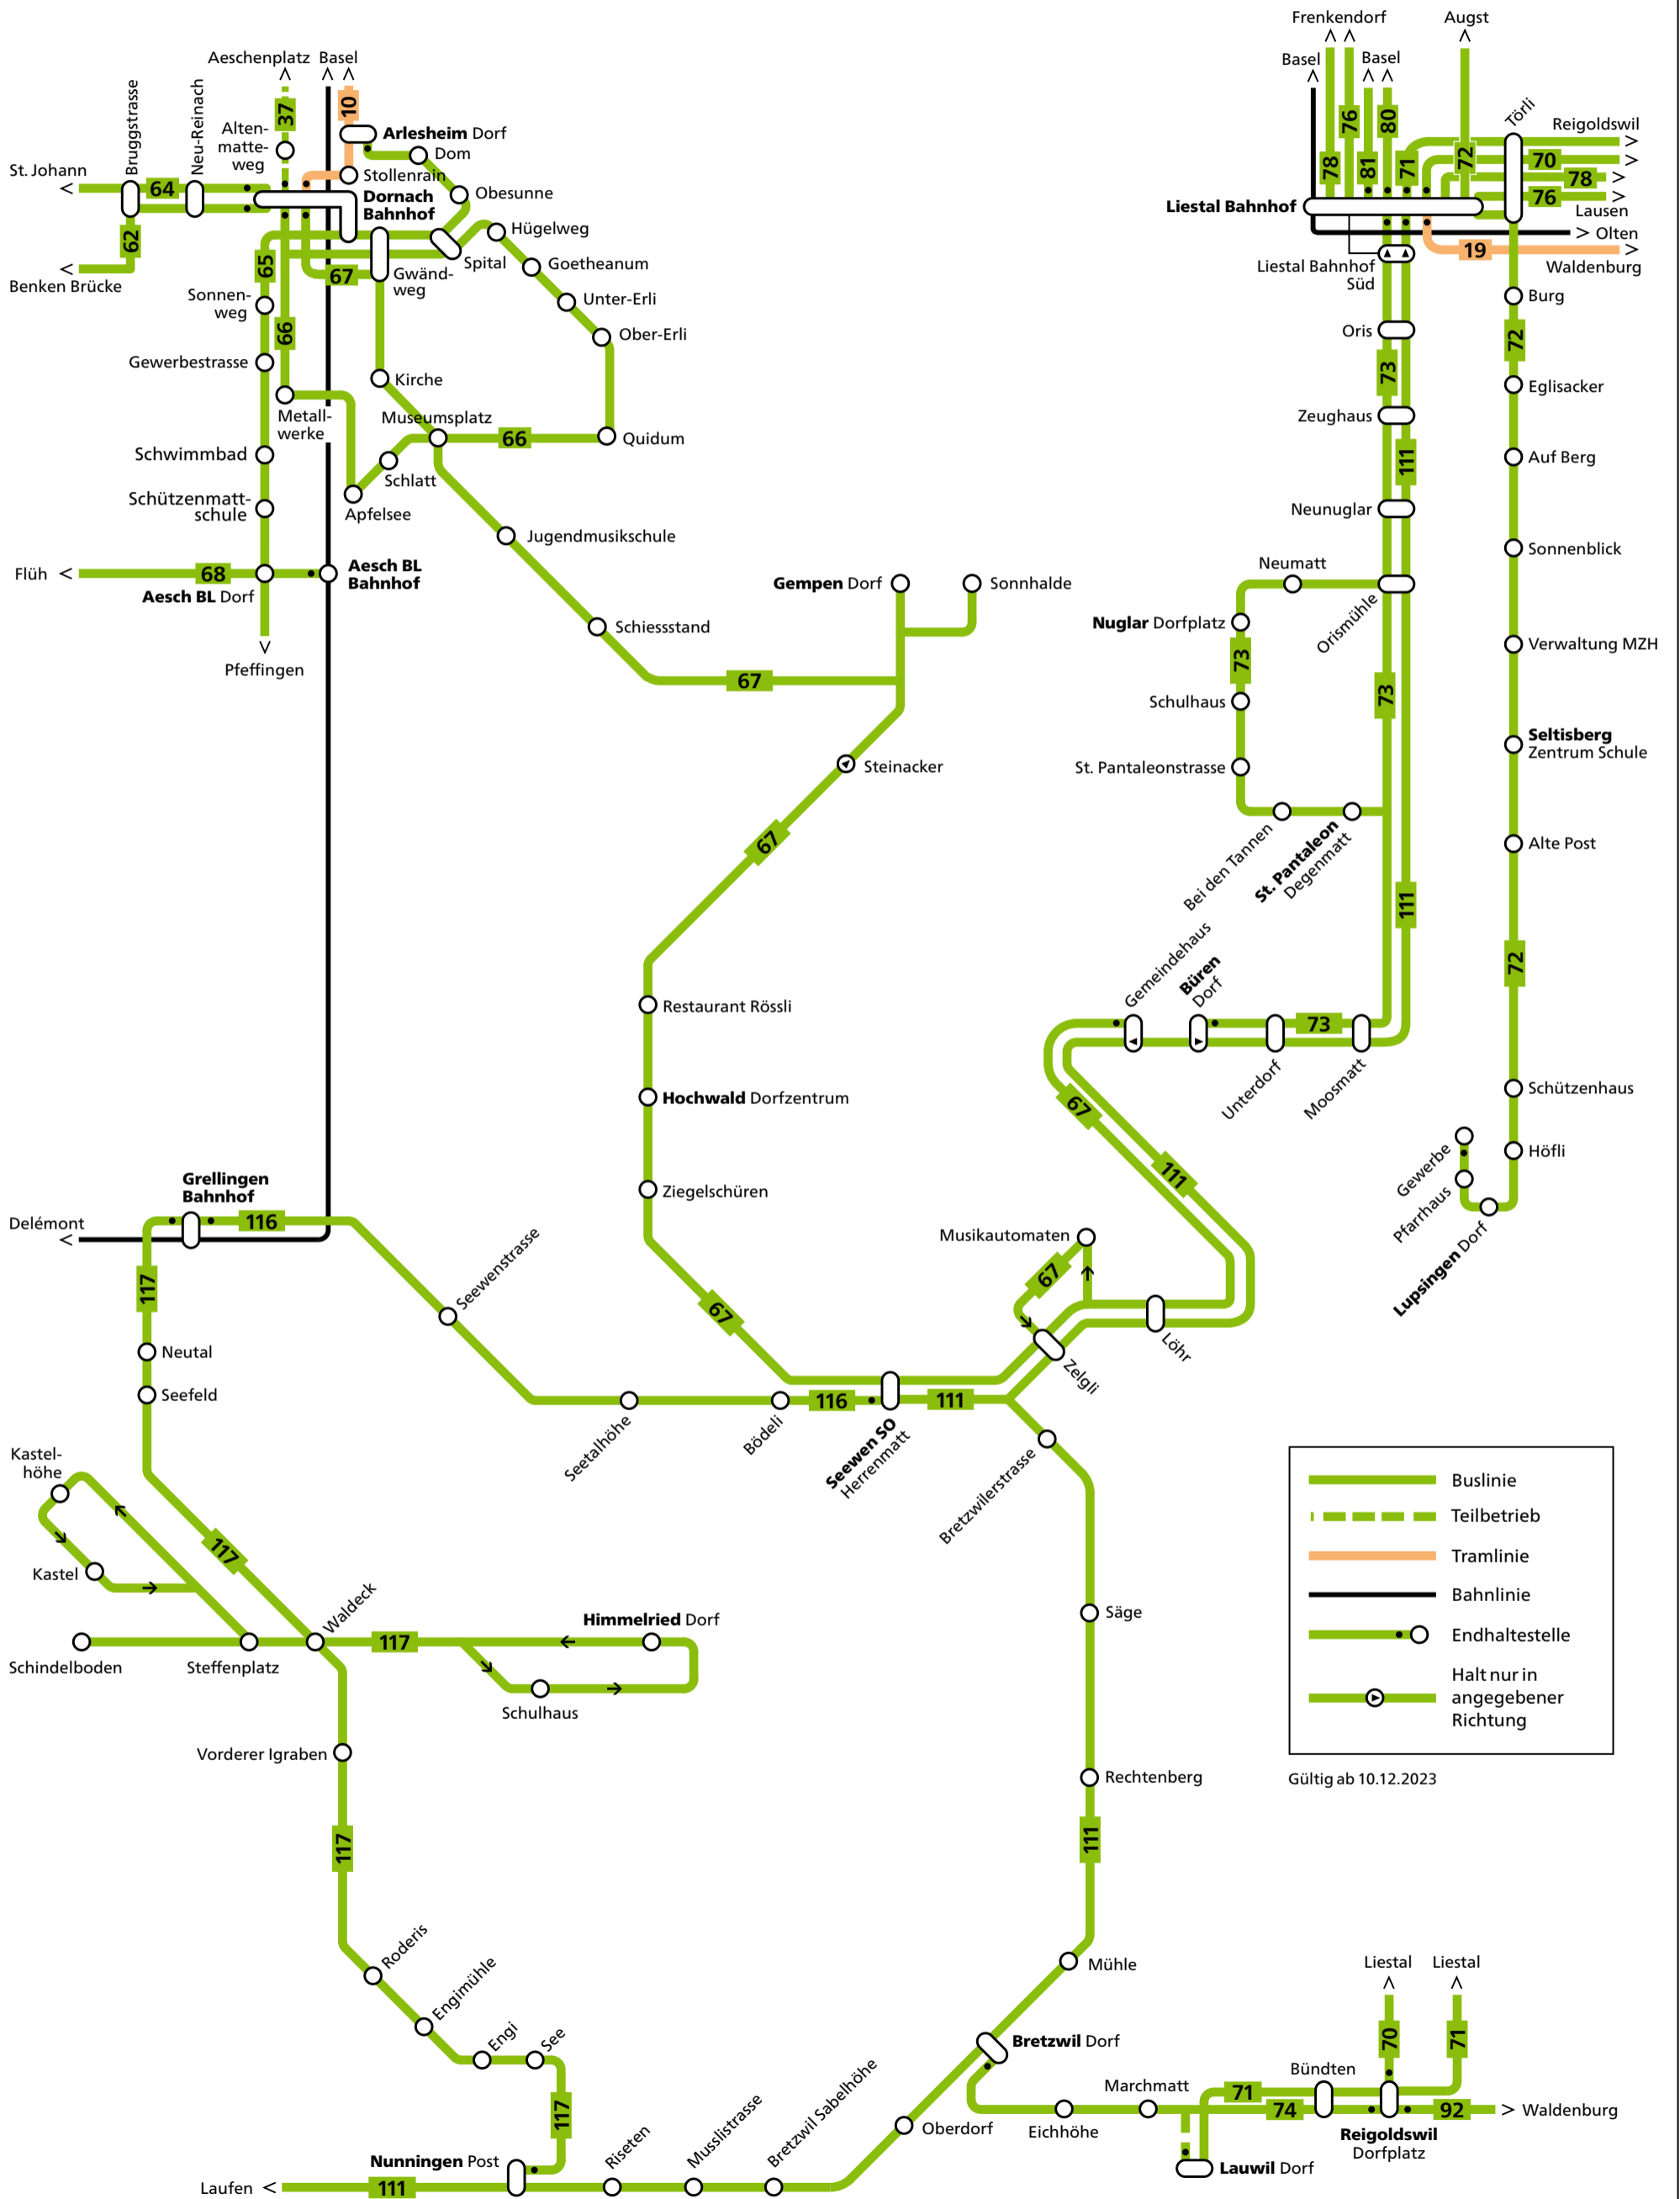 Frenkendorf
Augst
Aeschenplatz
Basel
Basel
Basel
Bruggstrasse
Neu-Reinach
37
10
Alten-
matte-
weg
Arlesheim Dorf
Dom
Stollenrain
St. Johann
64
Dornach
Bahnhof
Obesunne
Hügelweg
62
65
67
Gwänd-
weg
Spital
Goetheanum
Benken Brücke
Sonnen-
weg
Unter-Erli
66
Ober-Erli
Gewerbestrasse
Kirche
Metall-
werke
Museumsplatz
66
Quidum
Schwimmbad
Schlatt
Schützenmatt-
schule
Apfelsee
Jugendmusikschule
Flüh
68
Aesch BL
Bahnhof
Aesch BL Dorf
Pfeffingen
Schiessstand
Gempen Dorf
Sonnhalde
67
Steinacker
67
Restaurant Rössli
Hochwald Dorfzentrum
Ziegelschüren
67
78
76
81
80
71
72
Törli
Reigoldswil
70
78
76
Lausen
Liestal Bahnhof
Olten
19
Waldenburg
Liestal Bahnhof
Süd
Burg
Oris
73
72
Eglisacker
Zeughaus
111
Auf Berg
Neunuglar
Sonnenblick
Neumatt
Orismühle
Nuglar Dorfplatz
73
73
Verwaltung MZH
Schulhaus
Seltisberg
Zentrum Schule
St. Pantaleonstrasse
Bei den Tannen
St. Pantaleon
Degenmatt
Alte Post
111
72
Gemeindehaus
Büren
Dorf
73
Unterdorf
Moosmatt
67
111
Schützenhaus
Höfli
Gewerbe
Pfarrhaus
Lupsingen Dorf
Musikautomaten
67
Löhr
Zelgli
Grellingen
Bahnhof
Delémont
116
117
Seewenstrasse
Neutal
Seefeld
Seetalhöhe
Bödeli
116
111
Seewen SO
Herrenmatt
Bretzwilerstrasse
Kastel-
höhe
Kastel
117
Waldeck
Schindelboden
Steffenplatz
117
Himmelried Dorf
Schulhaus
Säge
Vorderer Igraben
Rechtenberg
117
111
Roderis
Engimühle
Engi
See
117
Mühle
Bretzwil Dorf
Oberdorf
Nunningen Post
Laufen
111
Riseten
Musslistrasse
Bretzwil Sabelhöhe
Eichhöhe
Marchmatt
71
74
Lauwil Dorf
Bündten
Liestal
Liestal
70
71
92
Waldenburg
Reigoldswil
Dorfplatz
Buslinie
Teilbetrieb
Tramlinie
Bahnlinie
Endhaltestelle
Halt nur in
angegebener
Richtung
Gültig ab 10.12.2023